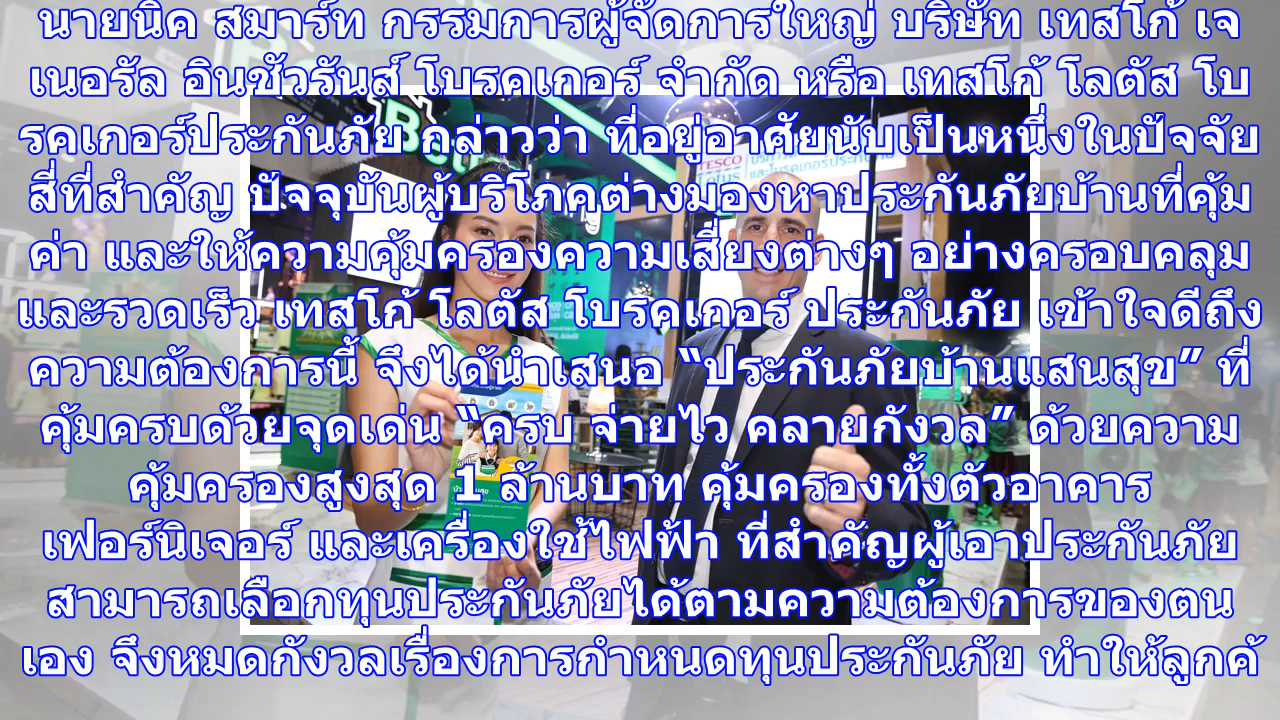 นายนิค สมาร์ท กรรมการผู้จัดการใหญ่ บริษัท เทสโก้ เจ
เนอรัล อินชัวรันส์ โบรคเกอร์ จำกัด หรือ เทสโก้ โลตัส โบ
รคเกอร์ประกันภัย กล่าวว่า ที่อยู่อาศัยนับเป็นหนึ่งในปัจจัย
สี่ที่สำคัญ ปัจจุบันผู้บริโภคต่างมองหาประกันภัยบ้านที่คุ้ม
ค่า และให้ความคุ้มครองความเสี่ยงต่างๆ อย่างครอบคลุม
และรวดเร็ว เทสโก้ โลตัส โบรคเกอร์ ประกันภัย เข้าใจดีถึง
ความต้องการนี้ จึงได้นำเสนอ “ประกันภัยบ้านแสนสุข” ที่
คุ้มครบด้วยจุดเด่น “ครบ จ่ายไว คลายกังวล” ด้วยความ
คุ้มครองสูงสุด 1 ล้านบาท คุ้มครองทั้งตัวอาคาร
เฟอร์นิเจอร์ และเครื่องใช้ไฟฟ้า ที่สำคัญผู้เอาประกันภัย
สามารถเลือกทุนประกันภัยได้ตามความต้องการของตน
เอง จึงหมดกังวลเรื่องการกำหนดทุนประกันภัย ทำให้ลูกค้
TESCO